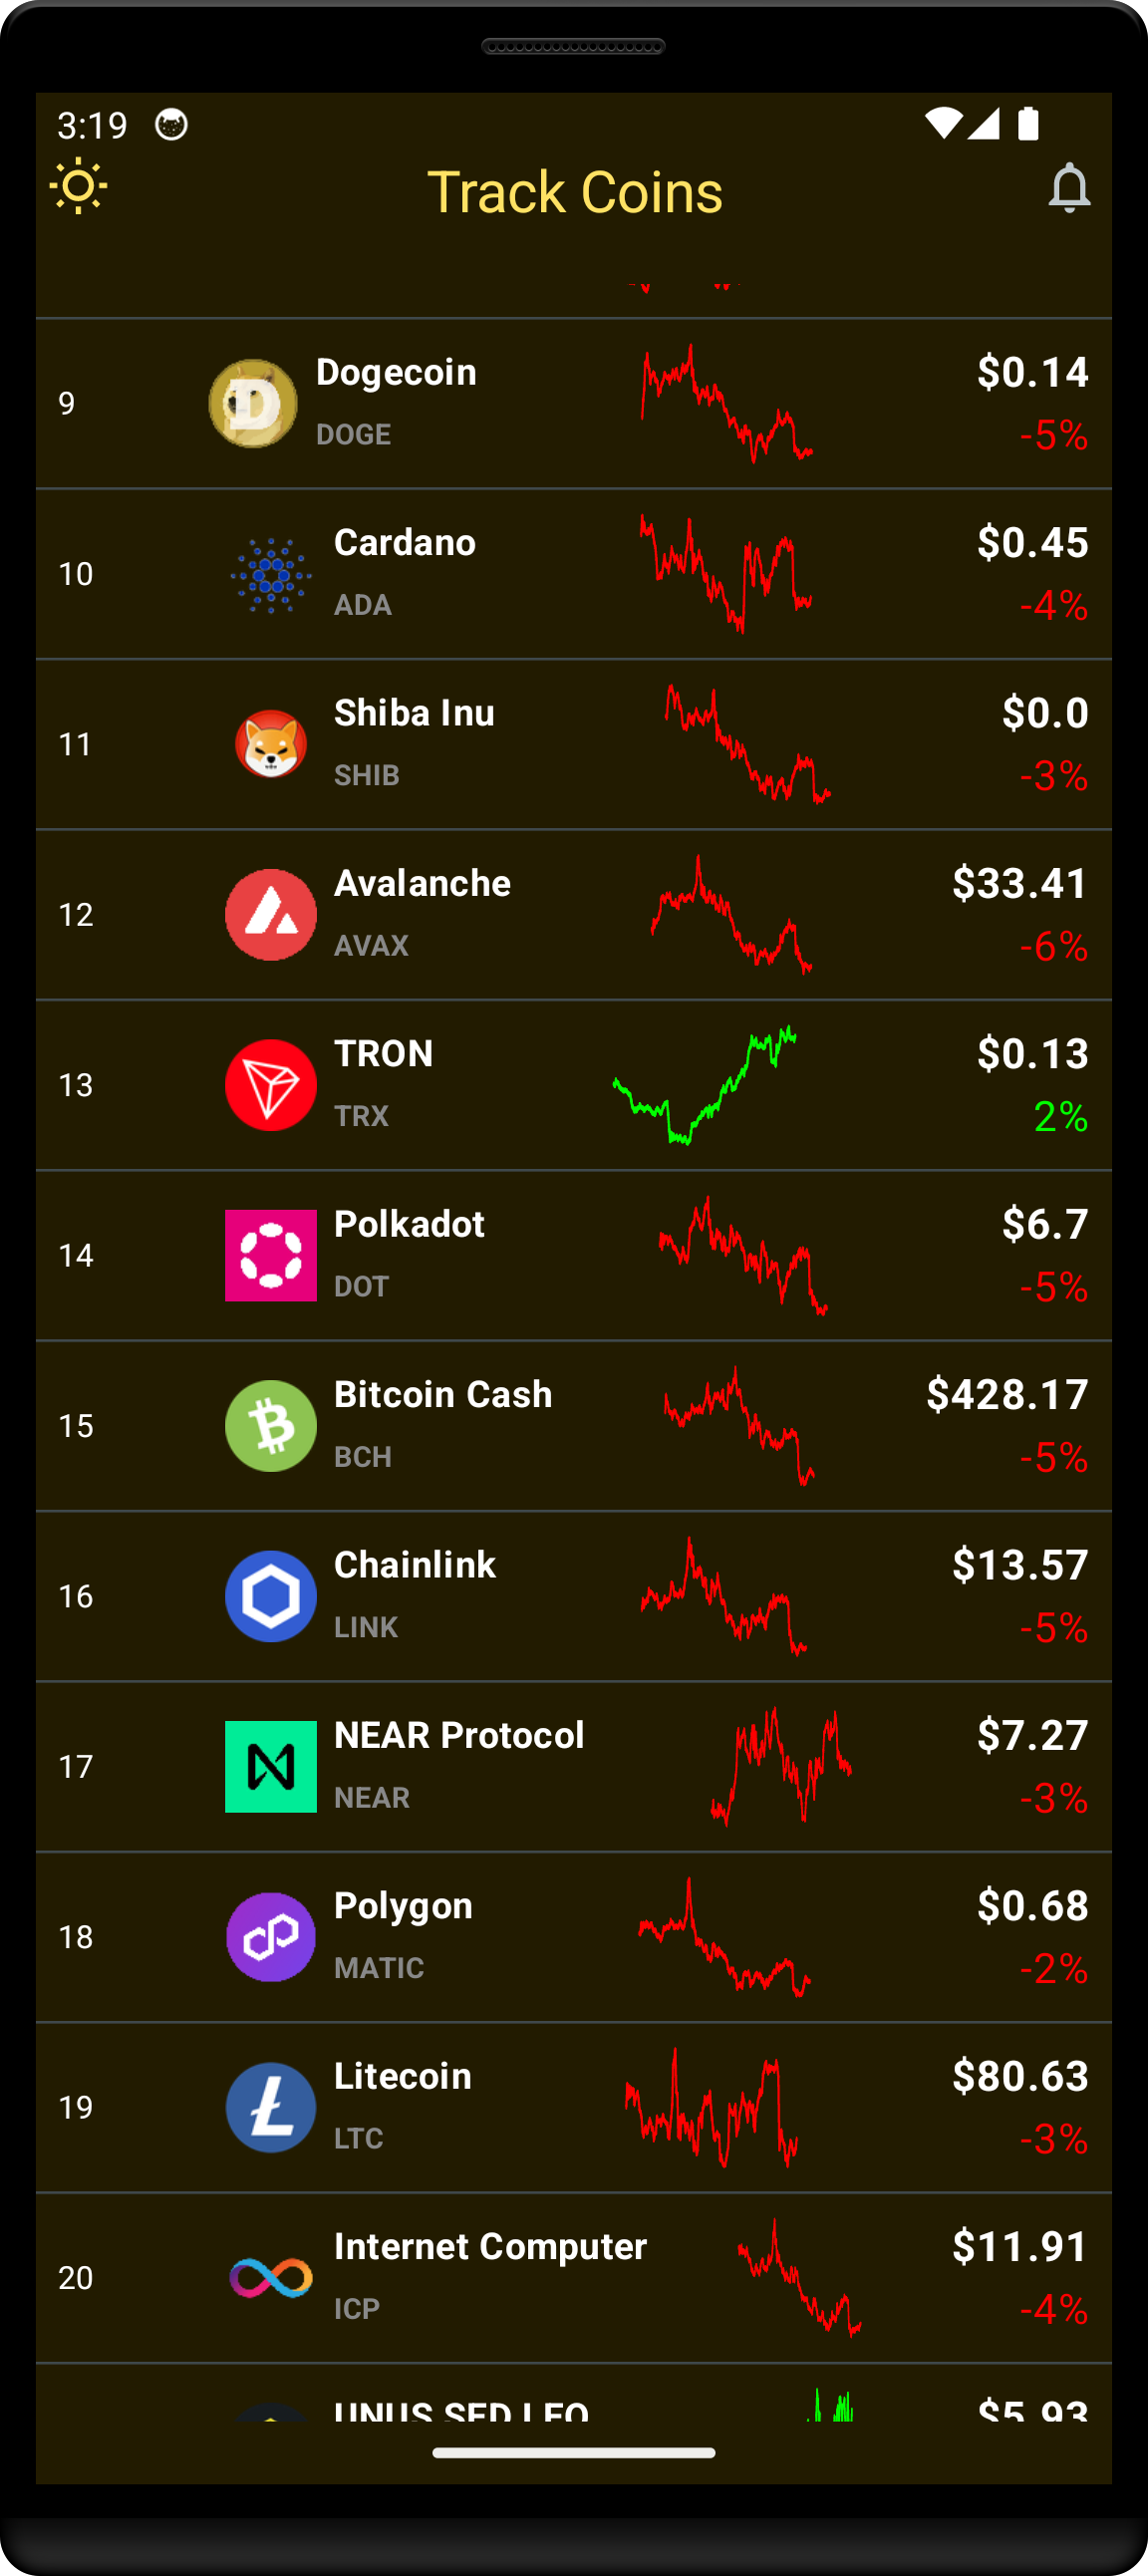 3:19
Track Coins
9
Dogecoin
DOGE
$0.14
-5%
10
Cardano
ADA
$0.45
-4%
11
Shiba Inu
SHIB
$0.0
-3%
12
Avalanche
AVAX
$33.41
-6%
13
TRON
TRX
$0.13
2%
14
Polkadot
DOT
$6.7
-5%
15
Bitcoin Cash
BCH
$428.17
-5%
16
Chainlink
LINK
$13.57
-5%
17
NEAR Protocol
NEAR
$7.27
-3%
18
Polygon
MATIC
$0.68
-2%
19
Litecoin
LTC
$80.63
-3%
20
Internet Computer
ICP
$11.91
-4%
UNUS SED LEO
$5.93